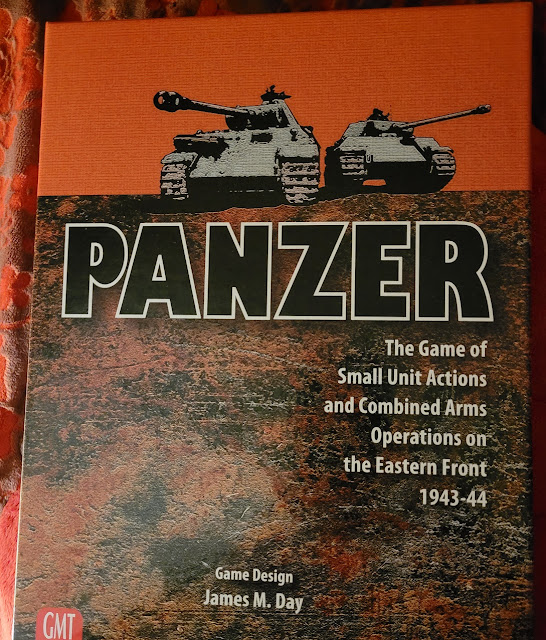 PANZER
The Game of
Small Unit Actions
and Combined Arms
Operations on
the Eastern Front
1943-44
Game Design
James M. Day
GMT